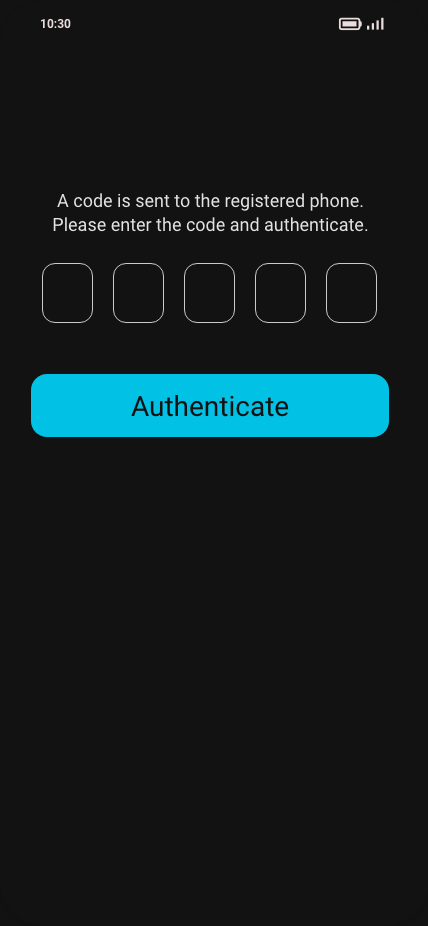 10:30
A code is sent to the registered phone.
Please enter the code and authenticate.
Authenticate